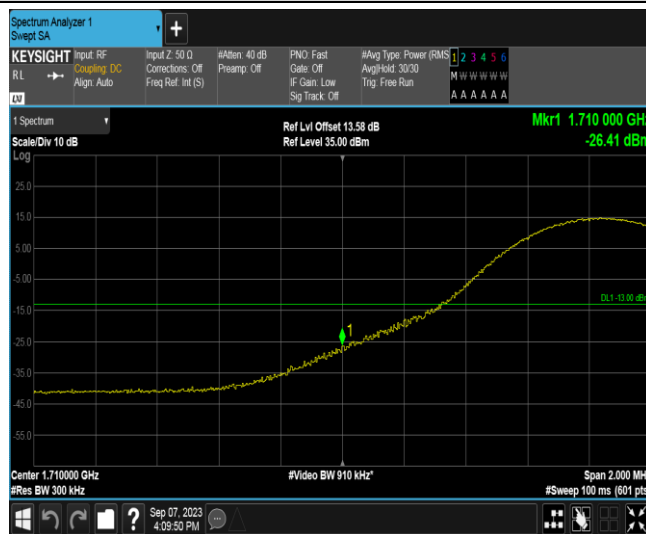 Spectrum Analyzer 1
Swept SA
KEYSIGHT
RL
LXI
Input: RF
Coupling: DC
Align: Auto
Input Z: 50 Ω
Corrections: Off
Freq Ref: Int (S)
#Atten: 40 dB
Preamp: Off
PNO: Fast
Gate: Off
IF Gain: Low
Sig Track: Off
#Avg Type: Power (RMS
Avg|Hold: 30/30
Trig: Free Run
1 2 3 4 5 6
M W W W W W
A A A A A A
1 Spectrum
Scale/Div 10 dB
Ref Lvl Offset 13.58 dB
Ref Level 35.00 dBm
Mkr1 1.710 000 GHz
-26.41 dBm
Log
25.0
15.0
5.00
-5.00
DL1 -13.00 dBm
-15.0
1
-25.0
-35.0
-45.0
-55.0
Center 1.710000 GHz
#Res BW 300 kHz
#Video BW 910 kHz*
Span 2.000 MH
#Sweep 100 ms (601 pts
?
Sep 07, 2023
4:09:50 PM